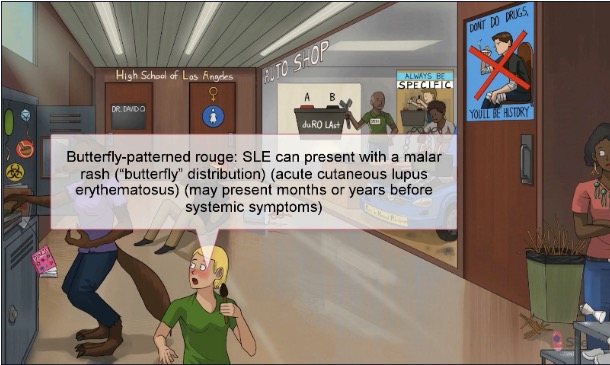 DONT DO DRUGS,
YOU'LL BE HISTORY
AUTO SHOP
High School of Los Angeles
ALWAYS BE
SPECIFIC
DR. DAVID Q
A B
duRO LAst
Butterfly-patterned rouge: SLE can present with a malar
rash (“butterfly” distribution) (acute cutaneous lupus
erythematosus) (may present months or years before
systemic symptoms)